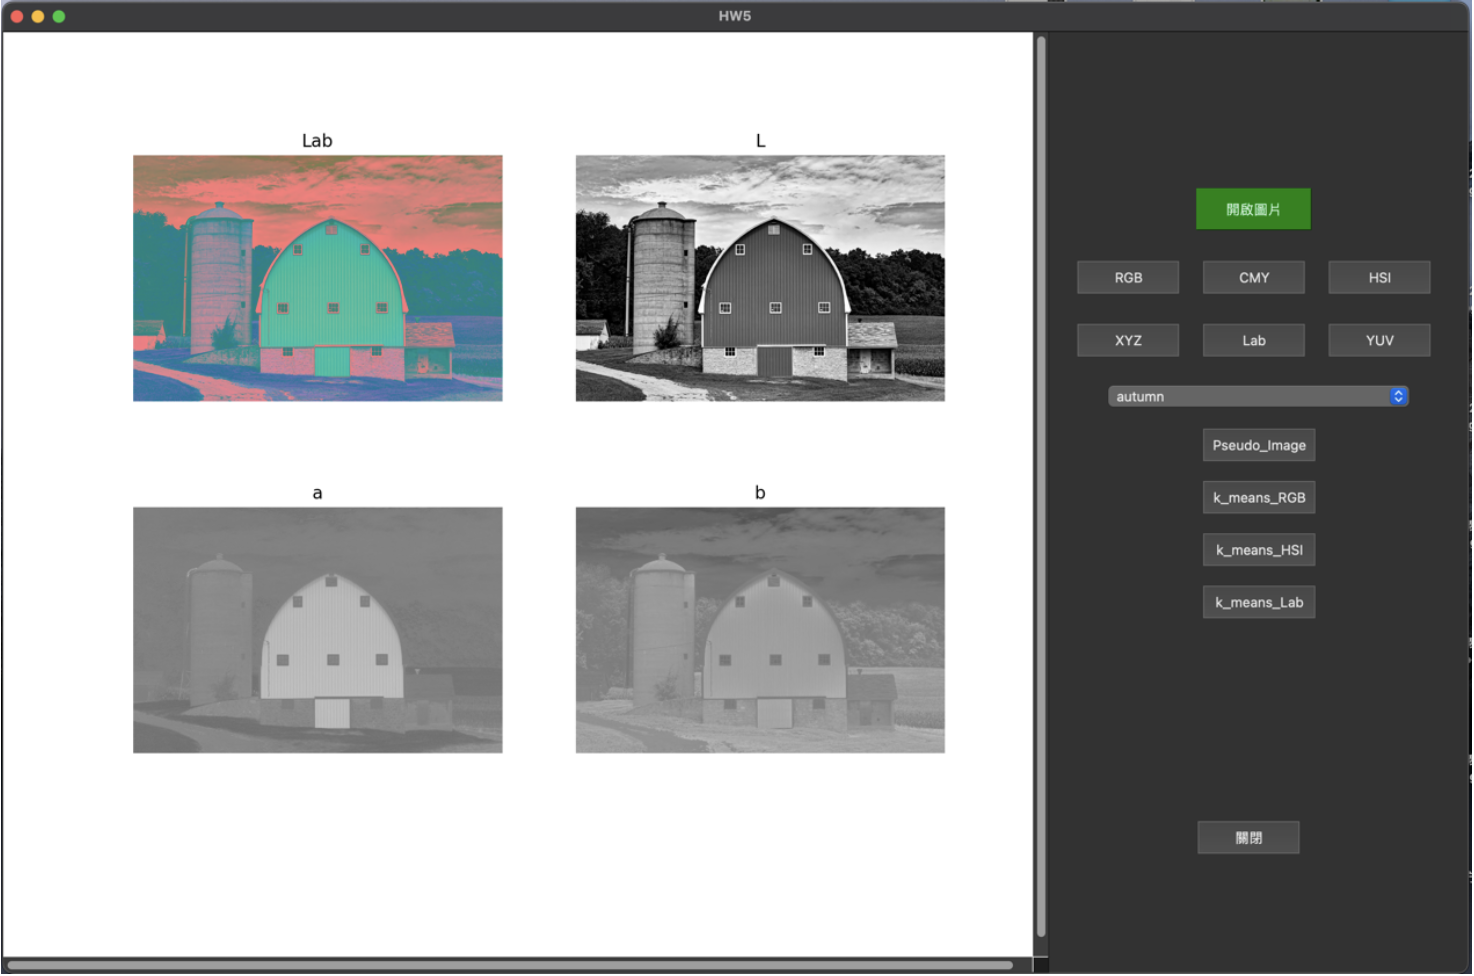 HW5
Lab
L
a
b
開啟圖片
RGB
CMY
HSI
XYZ
Lab
YUV
autumn
Pseudo_Image
k_means_RGB
k_means_HSI
k_means_Lab
關閉